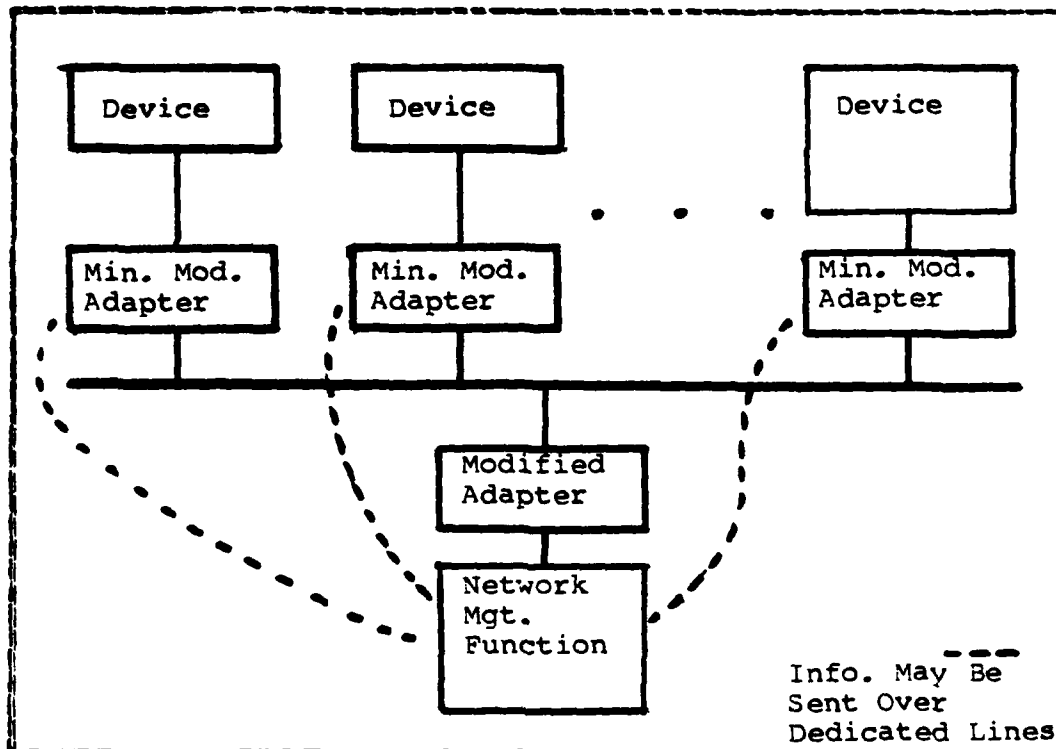 Device
Device
Device
Min. Mod.
Adapter
Min. Mod.
Adapter
Min. Mod.
Adapter
Modified
Adapter
Network
Mgt.
Function
Info. May Be
Sent Over
Dedicated Lines